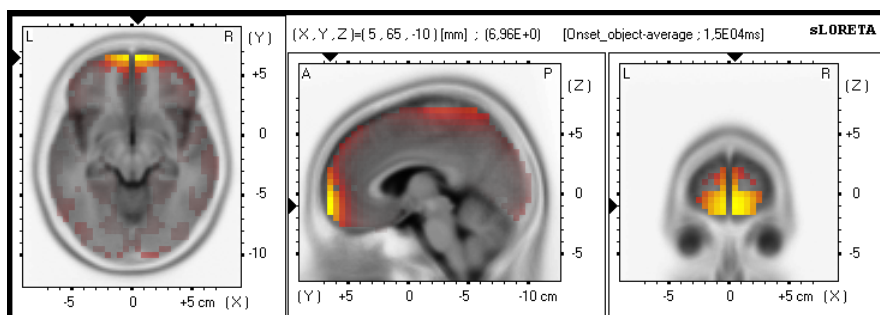 (X, Y, Z)=(5, 65, -10) [mm] ; (6,96E+0) [Onset_object-average ; 1,5E04ms] sLORETA
L R (Y)
+5
0
-5
-10
-5 0 +5 cm (X)
A P (Z)
+5
0
-5
(Y) +5 0 -5 -10 cm
L R (Z)
+5
0
-5
-5 0 +5 cm (X)